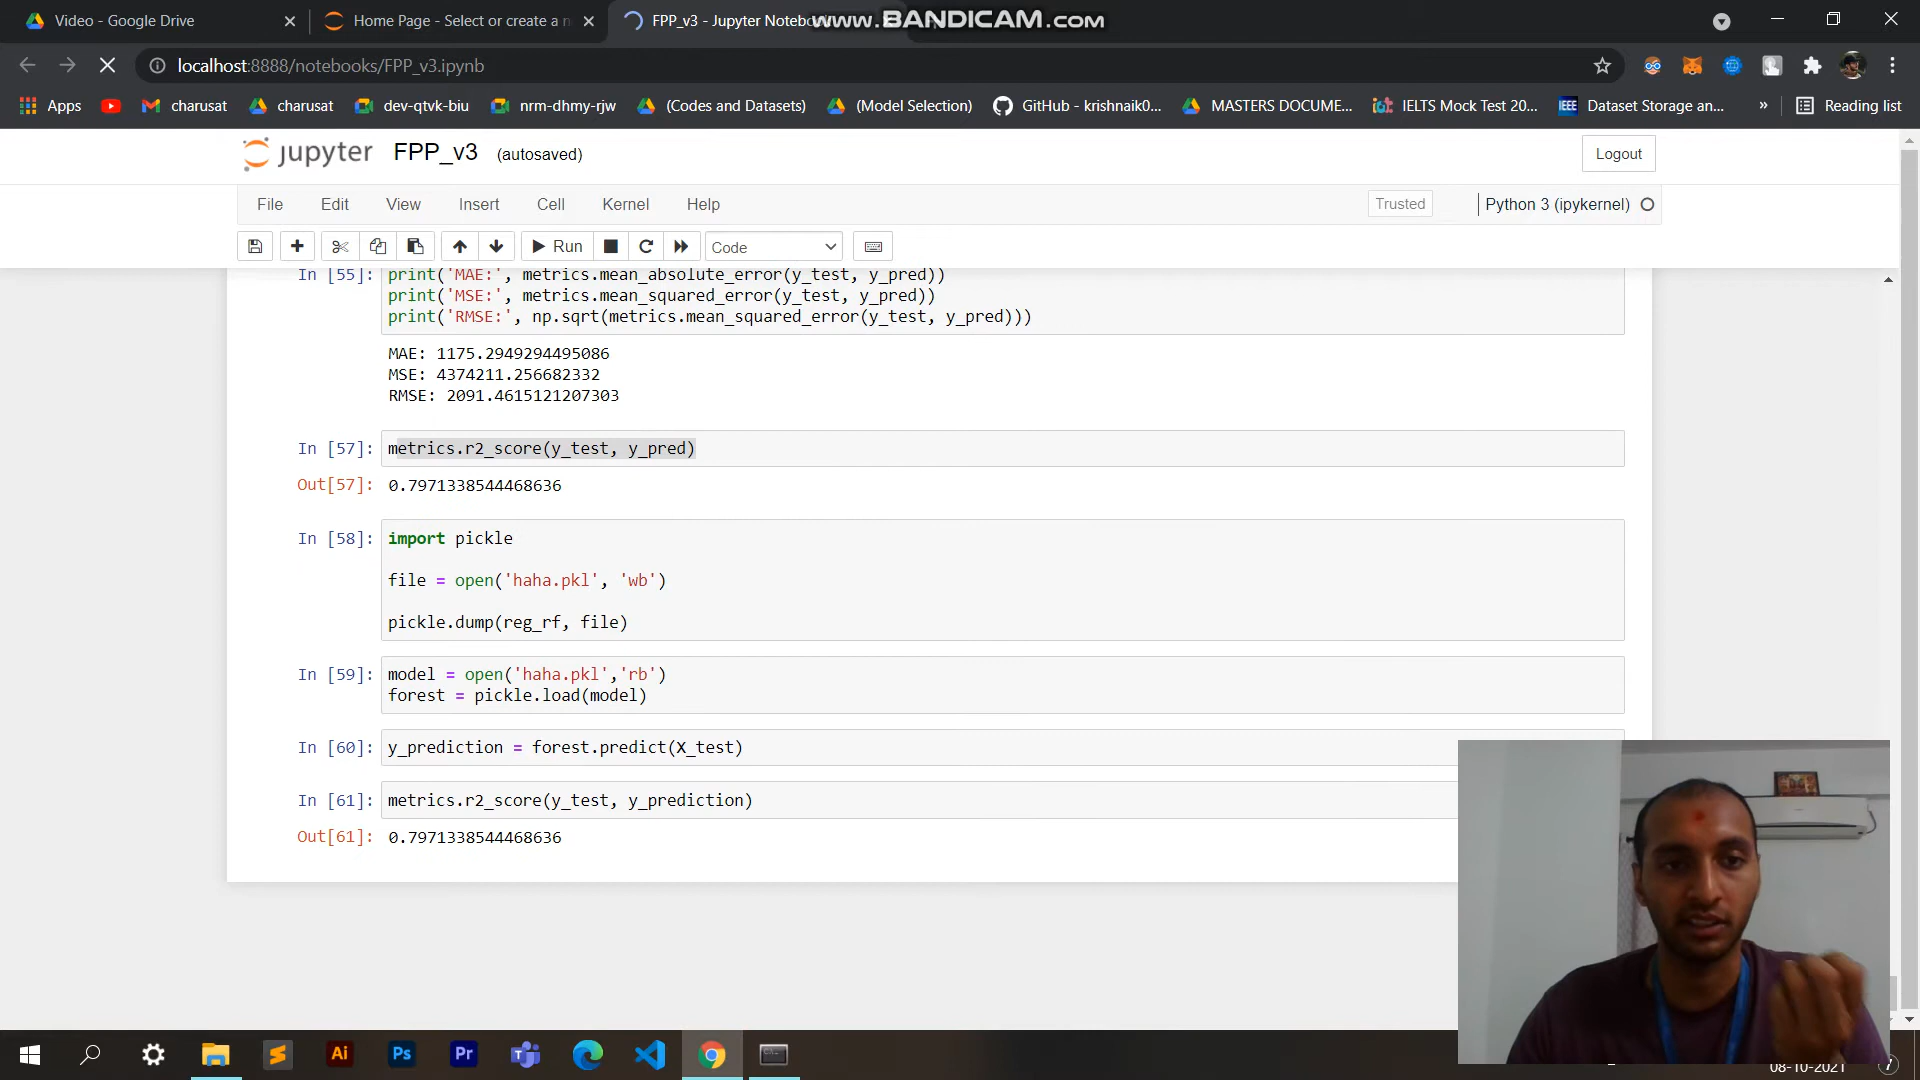 Video - Google Drive
Home Page - Select or create a n
FPP_v3 - Jupyter Notebo
www.BANDICAM.com
localhost:8888/notebooks/FPP_v3.ipynb
Apps
charusat
charusat
dev-qtvk-biu
nrm-dhmy-rjw
(Codes and Datasets)
(Model Selection)
GitHub - krishnaik0...
MASTERS DOCUME...
IELTS Mock Test 20...
IEEE
Dataset Storage an...
»
Reading list
jupyter
FPP_v3
(autosaved)
Logout
File
Edit
View
Insert
Cell
Kernel
Help
Trusted
Python 3 (ipykernel)
Run
Code
In [55]:
print('MAE:', metrics.mean_absolute_error(y_test, y_pred))
print('MSE:', metrics.mean_squared_error(y_test, y_pred))
print('RMSE:', np.sqrt(metrics.mean_squared_error(y_test, y_pred)))
MAE: 1175.2949294495086
MSE: 4374211.256682332
RMSE: 2091.4615121207303
In [57]:
metrics.r2_score(y_test, y_pred)
Out[57]:
0.7971338544468636
In [58]:
import pickle
file = open('haha.pkl', 'wb')
pickle.dump(reg_rf, file)
In [59]:
model = open('haha.pkl','rb')
forest = pickle.load(model)
In [60]:
y_prediction = forest.predict(X_test)
In [61]:
metrics.r2_score(y_test, y_prediction)
Out[61]:
0.7971338544468636
Ai
Ps
Pr
08-10-2021